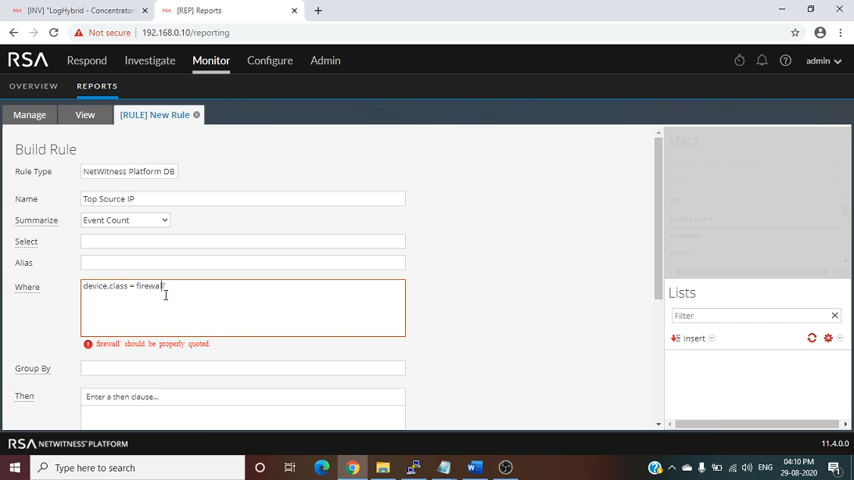 [INV] "LogHybrid - Concentrator"
[REP] Reports
Not secure 192.168.0.10/reporting
RSA Respond Investigate Monitor Configure Admin admin
OVERVIEW REPORTS
Manage View [RULE] New Rule
Build Rule
Meta
Rule Type NetWitness Platform DB
Name Top Source IP
Summarize Event Count
Select
Alias
Where device.class = firewall'
firewall' should be properly quoted.
Lists
Filter
Insert
Group By
Then Enter a then clause...
RSA NETWITNESS PLATFORM 11.4.0.0
Type here to search
ENG 04:10 PM
29-08-2020